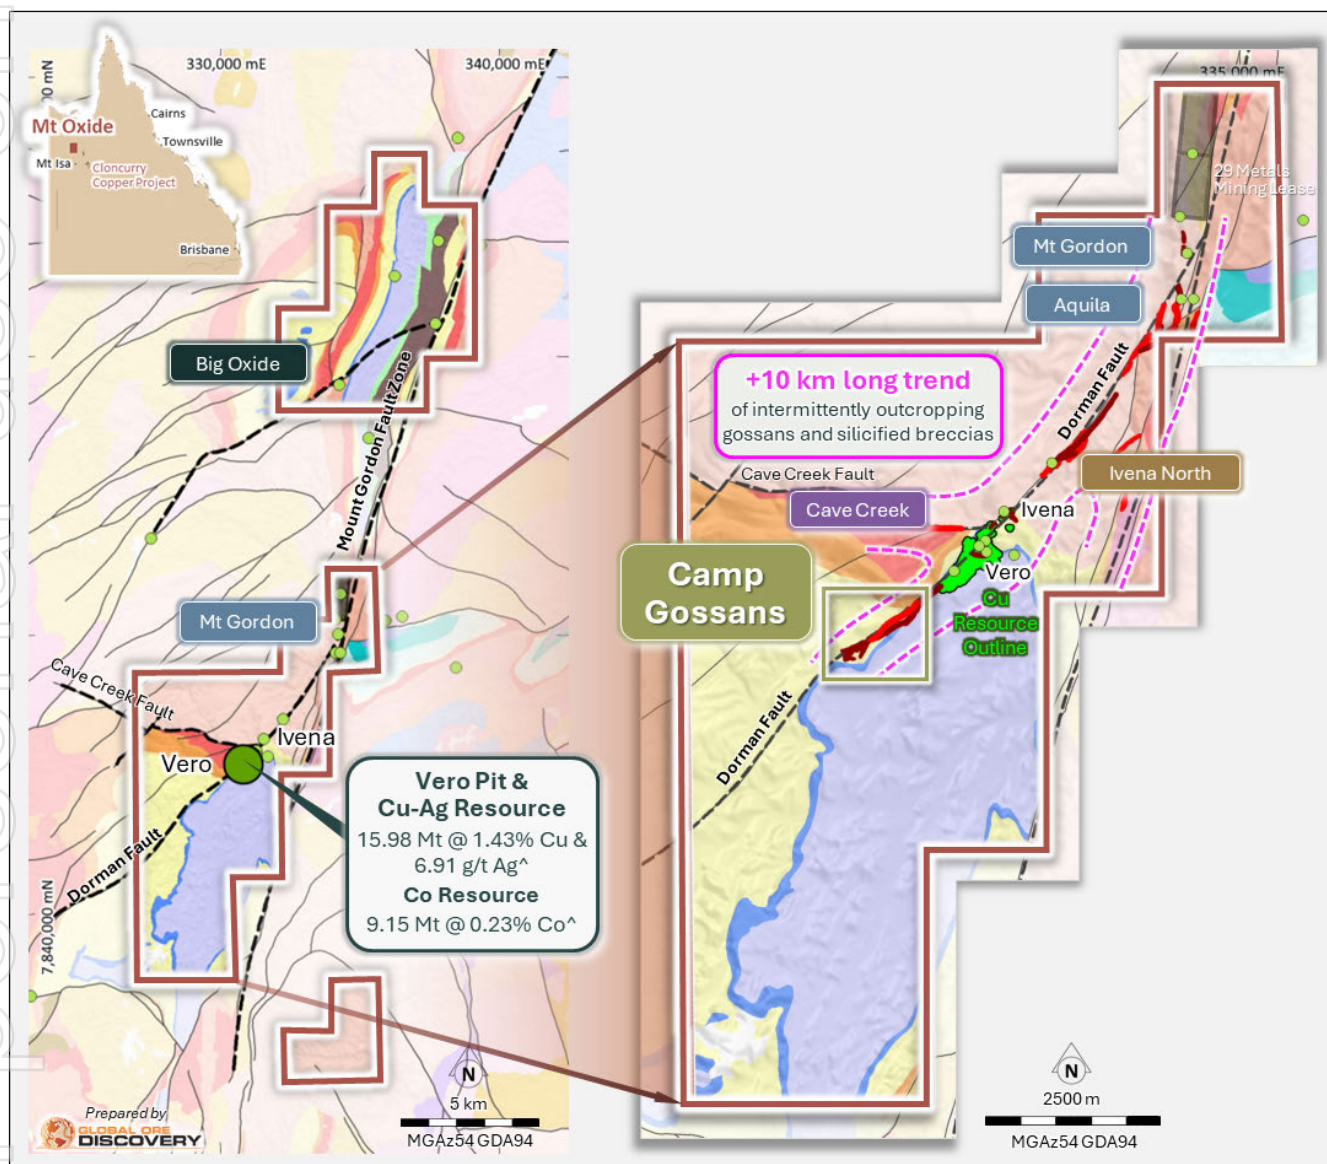 330,000 mE
340,000 mE
Cairns
Mt Oxide
Townsville
Mt Isa
Cloncurry
Copper Project
Brisbane
Big Oxide
Mount Gordon Fault Zone
Mt Gordon
Cave Creek Fault
Ivena
Vero
Dorman Fault
7,840,000 mN
Vero Pit &
Cu-Ag Resource
15.98 Mt @ 1.43% Cu &
6.91 g/t Ag^
Co Resource
9.15 Mt @ 0.23% Co^
Prepared by
GLOBAL ORE
DISCOVERY
N
5 km
MGAz54 GDA94
335,000 mE
29 Metals
Mining Lease
Mt Gordon
Aquila
Dorman Fault
+10 km long trend
of intermittently outcropping
gossans and silicified breccias
Cave Creek Fault
Ivena North
Cave Creek
Ivena
Camp
Gossans
Vero
Cu
Resource
Outline
Dorman Fault
N
2500 m
MGAz54 GDA94